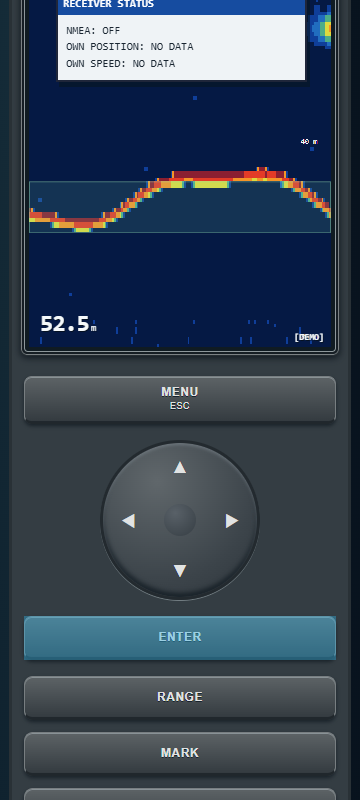 RECEIVER STATUS
NMEA: OFF
OWN POSITION: NO DATA
OWN SPEED: NO DATA
40 m
52.5m
[DEMO]
MENU
ESC
▲
◀ ▶
▼
ENTER
RANGE
MARK